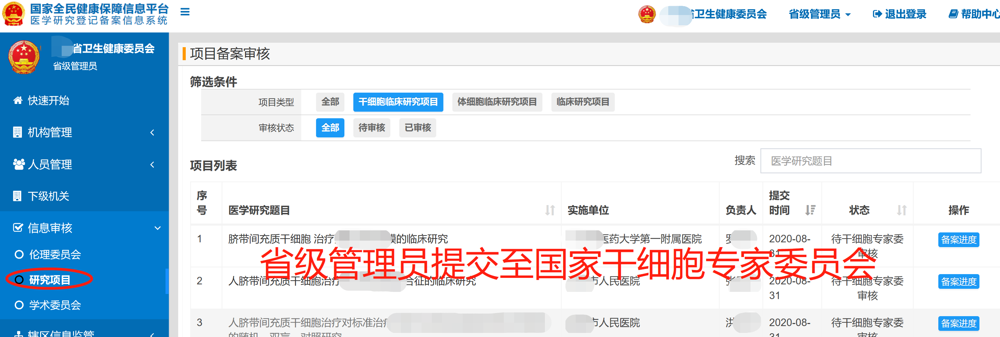 国家全民健康保障信息平台
医学研究登记备案信息系统
省卫生健康委员会
省级管理员
退出登录
帮助中心
省卫生健康委员会
省级管理员
快速开始
机构管理
人员管理
下级机关
信息审核
伦理委员会
研究项目
学术委员会
辖区信息监管
项目备案审核
筛选条件
项目类型 全部 干细胞临床研究项目 体细胞临床研究项目 临床研究项目
审核状态 全部 待审核 已审核
项目列表
搜索 医学研究题目
序号 医学研究题目 实施单位 负责人 提交时间 状态 操作
1 脐带间充质干细胞 治疗 膜的临床研究 医药大学第一附属医院 罗 2020-08-31 待干细胞专家委审核 备案进度
省级管理员提交至国家干细胞专家委员会
2 人脐带间充质干细胞治疗 合征的临床研究 市人民医院 张 2020-08-31 待干细胞专家委审核 备案进度
3 人脐带间充质干细胞治疗对标准治疗 的随机、双盲、对照研究 市人民医院 洪 2020-08-31 待干细胞专家委审核 备案进度